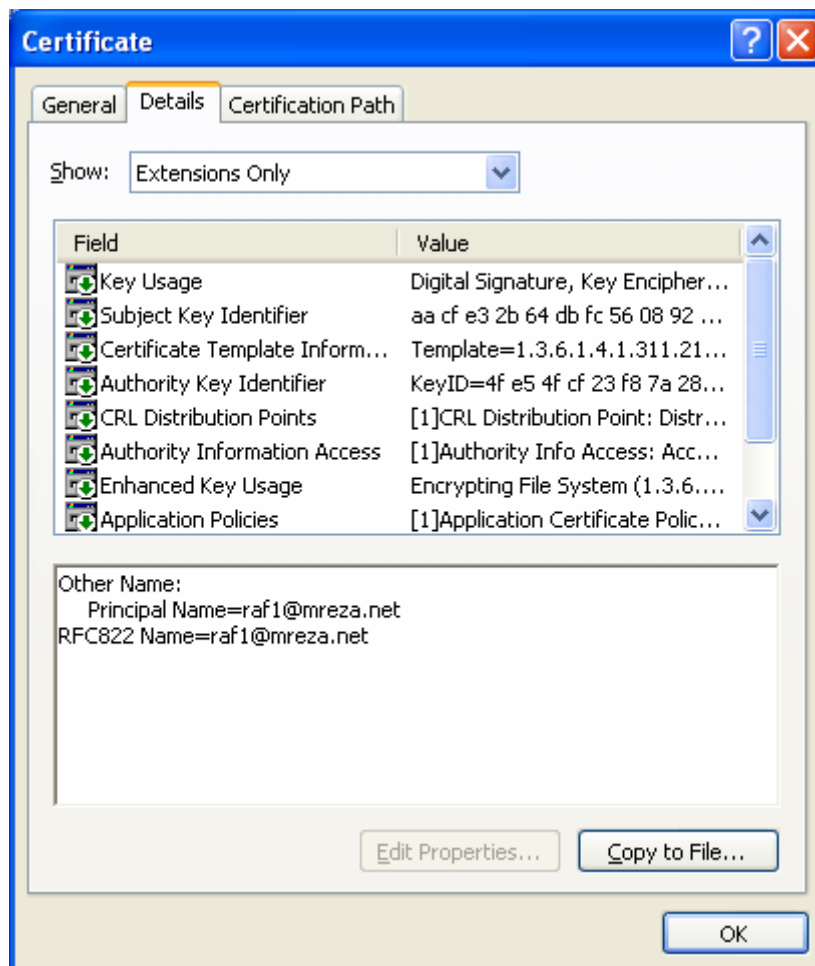 Certificate
General Details Certification Path
Show: Extensions Only
Field Value
Key Usage Digital Signature, Key Encipher...
Subject Key Identifier aa cf e3 2b 64 db fc 56 08 92 ...
Certificate Template Inform... Template=1.3.6.1.4.1.311.21...
Authority Key Identifier KeyID=4f e5 4f cf 23 f8 7a 28...
CRL Distribution Points [1]CRL Distribution Point: Distr...
Authority Information Access [1]Authority Info Access: Acc...
Enhanced Key Usage Encrypting File System (1.3.6....
Application Policies [1]Application Certificate Polic...
Other Name:
Principal Name=raf1@mreza.net
RFC822 Name=raf1@mreza.net
Edit Properties... Copy to File...
OK